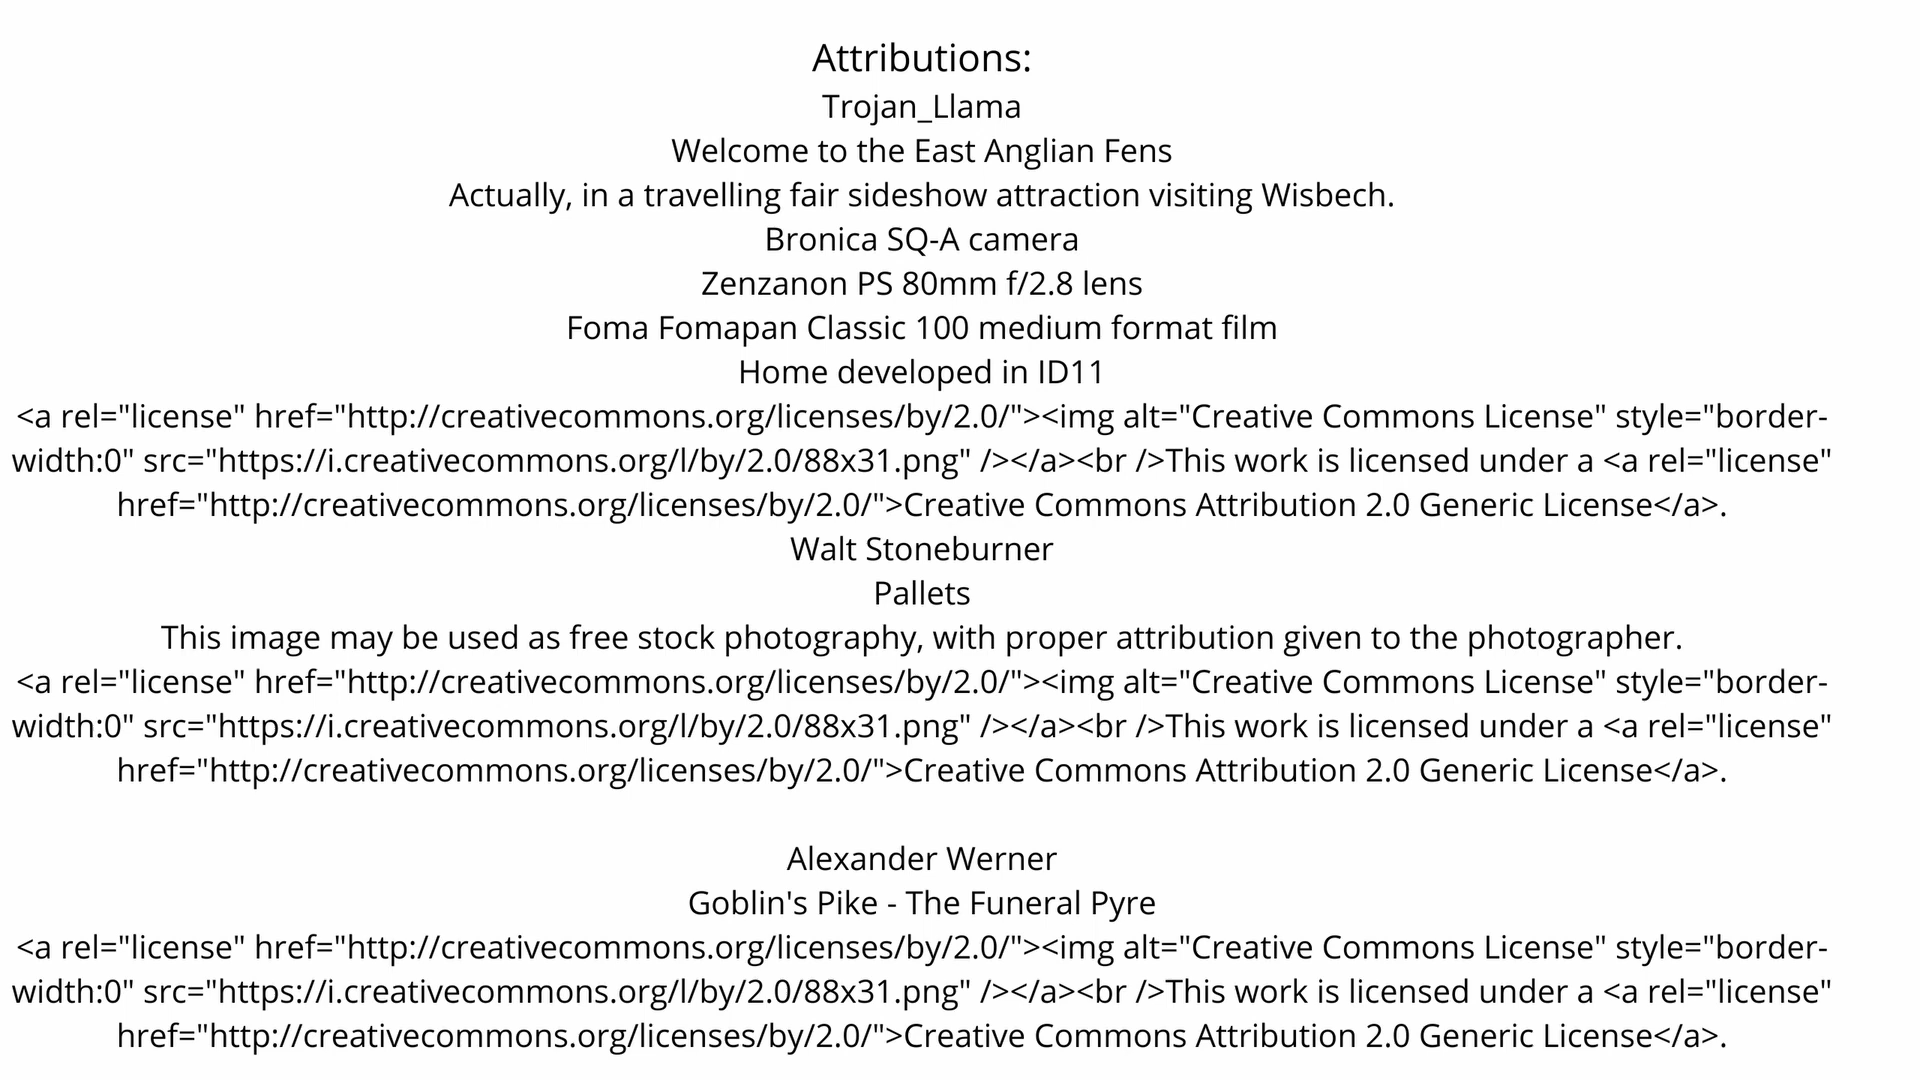 Attributions:
Trojan_Llama
Welcome to the East Anglian Fens
Actually, in a travelling fair sideshow attraction visiting Wisbech.
Bronica SQ-A camera
Zenzanon PS 80mm f/2.8 lens
Foma Fomapan Classic 100 medium format film
Home developed in ID11
<a rel="license" href="http://creativecommons.org/licenses/by/2.0/"><img alt="Creative Commons License" style="border-
width:0" src="https://i.creativecommons.org/l/by/2.0/88x31.png" /></a><br />This work is licensed under a <a rel="license"
href="http://creativecommons.org/licenses/by/2.0/">Creative Commons Attribution 2.0 Generic License</a>.
Walt Stoneburner
Pallets
This image may be used as free stock photography, with proper attribution given to the photographer.
<a rel="license" href="http://creativecommons.org/licenses/by/2.0/"><img alt="Creative Commons License" style="border-
width:0" src="https://i.creativecommons.org/l/by/2.0/88x31.png" /></a><br />This work is licensed under a <a rel="license"
href="http://creativecommons.org/licenses/by/2.0/">Creative Commons Attribution 2.0 Generic License</a>.
Alexander Werner
Goblin's Pike - The Funeral Pyre
<a rel="license" href="http://creativecommons.org/licenses/by/2.0/"><img alt="Creative Commons License" style="border-
width:0" src="https://i.creativecommons.org/l/by/2.0/88x31.png" /></a><br />This work is licensed under a <a rel="license"
href="http://creativecommons.org/licenses/by/2.0/">Creative Commons Attribution 2.0 Generic License</a>.